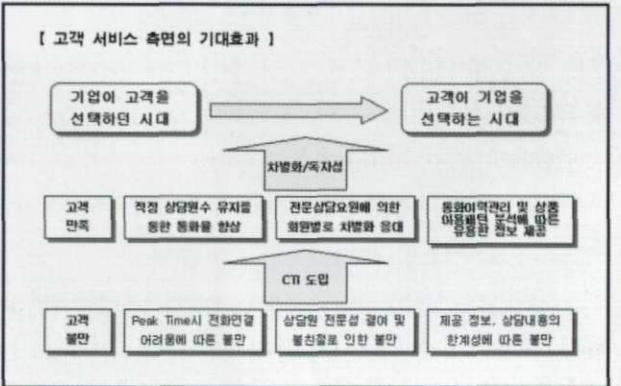 【 고객 서비스 측면의 기대효과 】
기업이 고객을
선택하던 시대
고객이 기업을
선택하는 시대
차별화/독자성
고객
만족
적정 상담원수 유지를
통한 통화율 향상
전문상담요원에 의한
회원별로 차별화 응대
통화이력관리 및 상품
이용패턴 분석에 따른
유용한 정보 제공
CTI 도입
고객
불만
Peak Time시 전화연결
어려움에 따른 불만
상담원 전문성 결여 및
불친절로 인한 불만
제공 정보, 상담내용의
한계성에 따른 불만